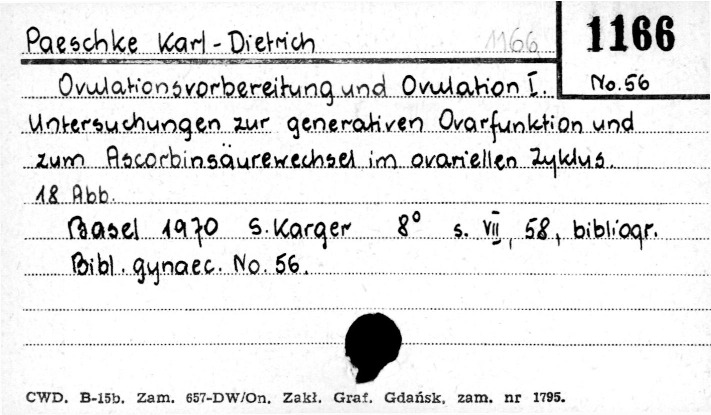 Paeschke Karl-Dietrich 1166
1166
No. 56
Ovulationsvorbereitung und Ovulation I.
Untersuchungen zur generativen Ovarfunktion und
zum Ascorbinsäurewechsel im ovariellen Zyklus.
18 Abb.
Basel 1970 S. Karger 8° s. VII, 58, bibliogr.
Bibl. gynaec. No. 56.
CWD. B-15b. Zam. 657-DW/On. Zakł. Graf. Gdańsk, zam. nr 1795.